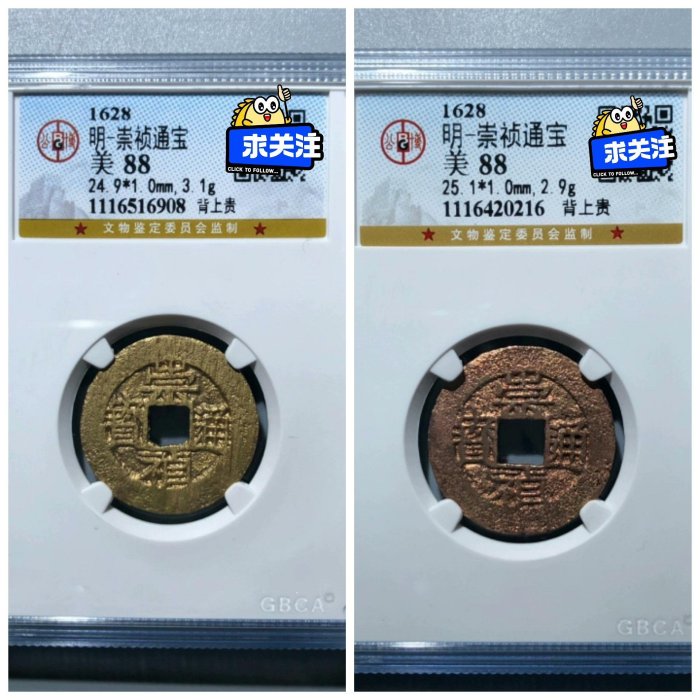 1628
明-崇祯通宝
美 88
24.9*1.0mm,3.1g
1116516908 背上贵
★ 文物鉴定委员会监制 ★
求关注
CLICK TO FOLLOW...
崇禎通寶
GBCA
1628
明-崇祯通宝
美 88
25.1*1.0mm,2.9g
1116420216 背上贵
★ 文物鉴定委员会监制 ★
求关注
CLICK TO FOLLOW...
崇禎通寶
GBCA